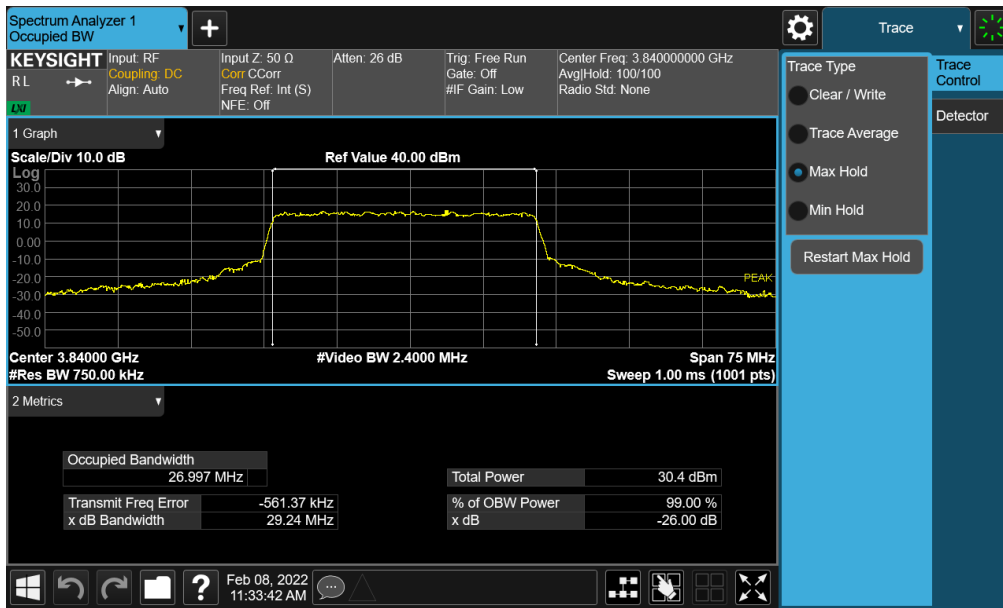 Spectrum Analyzer 1
Occupied BW
Trace
KEYSIGHT
RL
LXI
Input: RF
Coupling: DC
Align: Auto
Input Z: 50 Ω
Corr CCorr
Freq Ref: Int (S)
NFE: Off
Atten: 26 dB
Trig: Free Run
Gate: Off
#IF Gain: Low
Center Freq: 3.840000000 GHz
Avg|Hold: 100/100
Radio Std: None
Trace Type
Clear / Write
Trace Average
Max Hold
Min Hold
Restart Max Hold
Trace
Control
Detector
1 Graph
Scale/Div 10.0 dB
Ref Value 40.00 dBm
Log
30.0
20.0
10.0
0.00
-10.0
-20.0
-30.0
-40.0
-50.0
PEAK
Center 3.84000 GHz
#Video BW 2.4000 MHz
Span 75 MHz
#Res BW 750.00 kHz
Sweep 1.00 ms (1001 pts)
2 Metrics
Occupied Bandwidth
26.997 MHz
Total Power 30.4 dBm
Transmit Freq Error -561.37 kHz
% of OBW Power 99.00 %
x dB Bandwidth 29.24 MHz
x dB -26.00 dB
?
Feb 08, 2022
11:33:42 AM